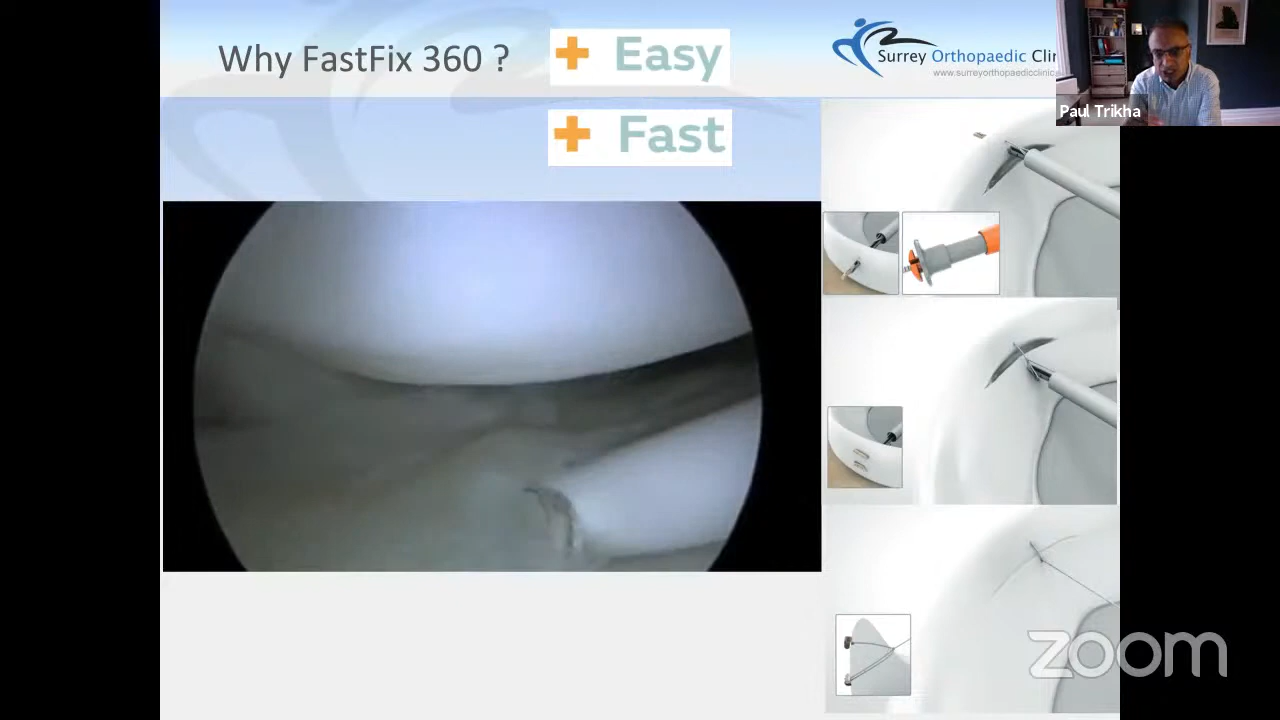 Why FastFix 360 ?
+ Easy
Surrey Orthopaedic Clin
www.surreyorthopaedicclinic
Paul Trikha
+ Fast
zoom